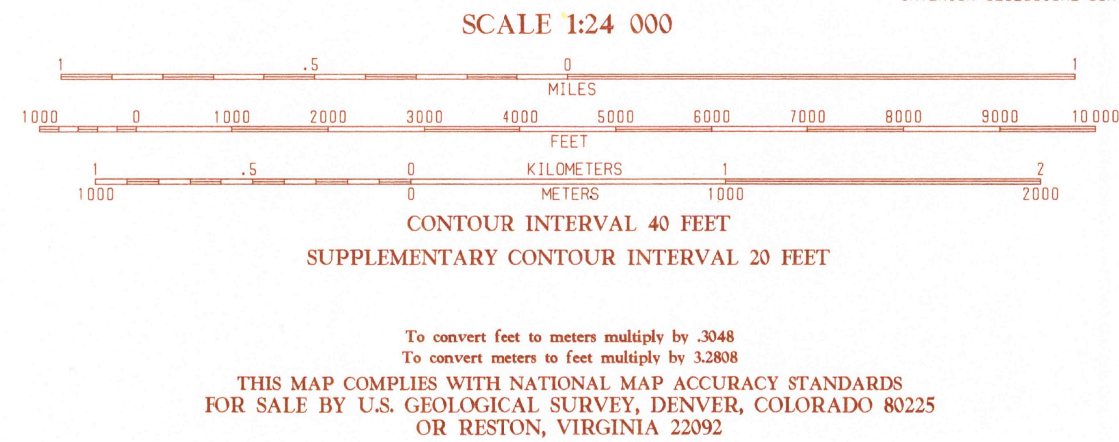 SCALE 1:24 000
1 .5 0 1
MILES
1000 0 1000 2000 3000 4000 5000 6000 7000 8000 9000 10000
FEET
1 .5 0 KILOMETERS 1 2
1000 0 METERS 1000 2000
CONTOUR INTERVAL 40 FEET
SUPPLEMENTARY CONTOUR INTERVAL 20 FEET
To convert feet to meters multiply by .3048
To convert meters to feet multiply by 3.2808
THIS MAP COMPLIES WITH NATIONAL MAP ACCURACY STANDARDS
FOR SALE BY U.S. GEOLOGICAL SURVEY, DENVER, COLORADO 80225
OR RESTON, VIRGINIA 22092